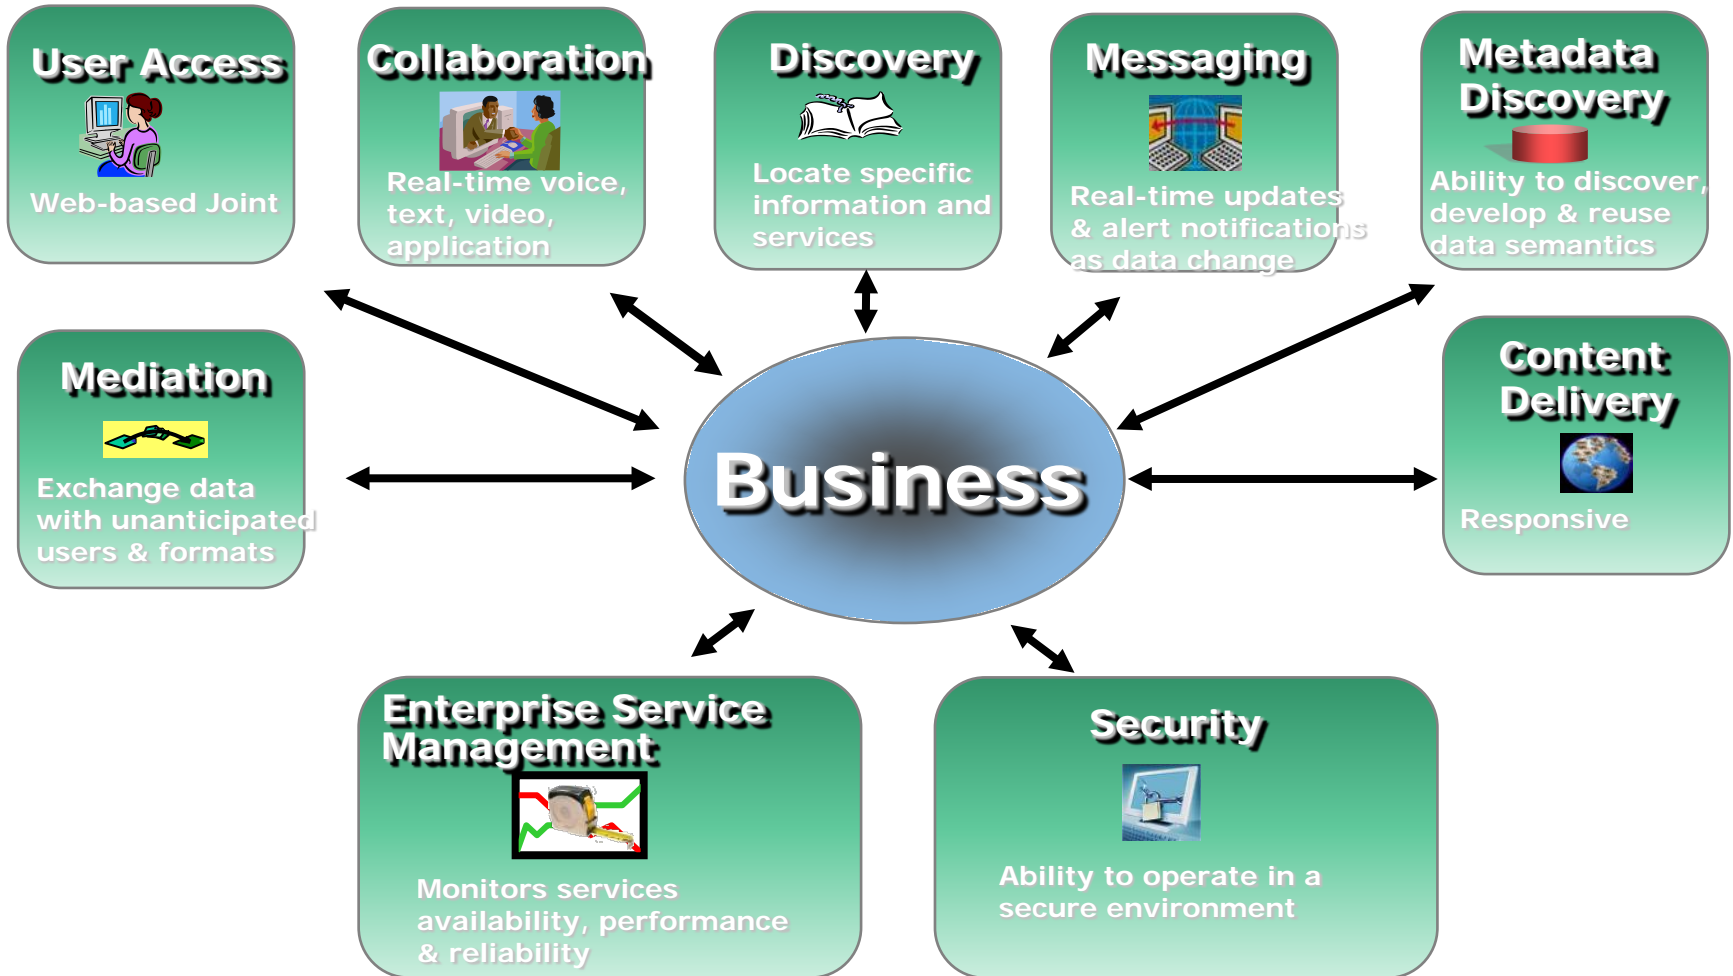 User Access
Web-based Joint
Collaboration
Real-time voice,
text, video,
application
Discovery
Locate specific
information and
services
Messaging
Real-time updates
& alert notifications
as data change
Metadata
Discovery
Ability to discover,
develop & reuse
data semantics
Mediation
Exchange data
with unanticipated
users & formats
Business
Content
Delivery
Responsive
Enterprise Service
Management
Monitors services
availability, performance
& reliability
Security
Ability to operate in a
secure environment